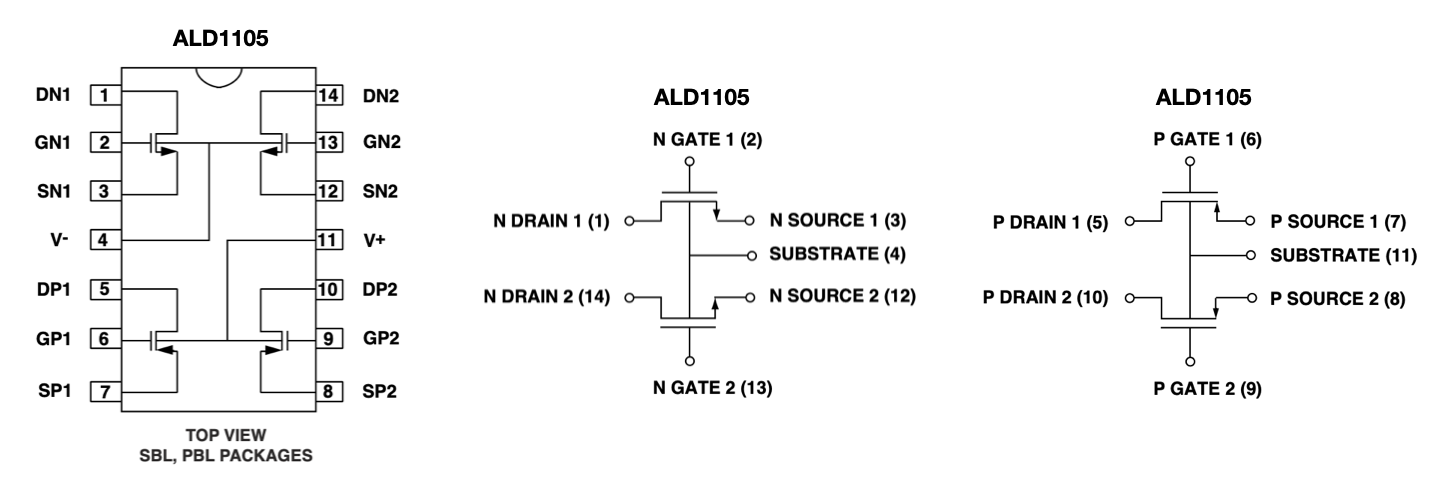 ALD1105
DN1 1 14 DN2
GN1 2 13 GN2
SN1 3 12 SN2
V- 4 11 V+
DP1 5 10 DP2
GP1 6 9 GP2
SP1 7 8 SP2
TOP VIEW
SBL, PBL PACKAGES
ALD1105
N GATE 1 (2)
N DRAIN 1 (1) N SOURCE 1 (3)
SUBSTRATE (4)
N DRAIN 2 (14) N SOURCE 2 (12)
N GATE 2 (13)
ALD1105
P GATE 1 (6)
P DRAIN 1 (5) P SOURCE 1 (7)
SUBSTRATE (11)
P DRAIN 2 (10) P SOURCE 2 (8)
P GATE 2 (9)